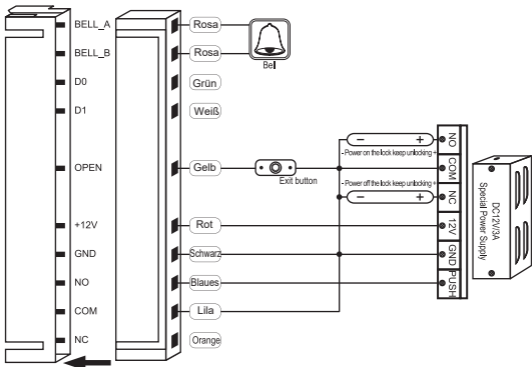 BELL_A
BELL_B
D0
D1
OPEN
+12V
GND
NO
COM
NC
Rosa
Rosa
Grün
Weiß
Gelb
Rot
Schwarz
Blaues
Lila
Orange
Bell
Exit button
- +
- Power on the lock keep unlocking +
- Power off the lock keep unlocking +
- +
NO
COM
NC
12V
GND
PUSH
DC12V/3A
Special Power Supply